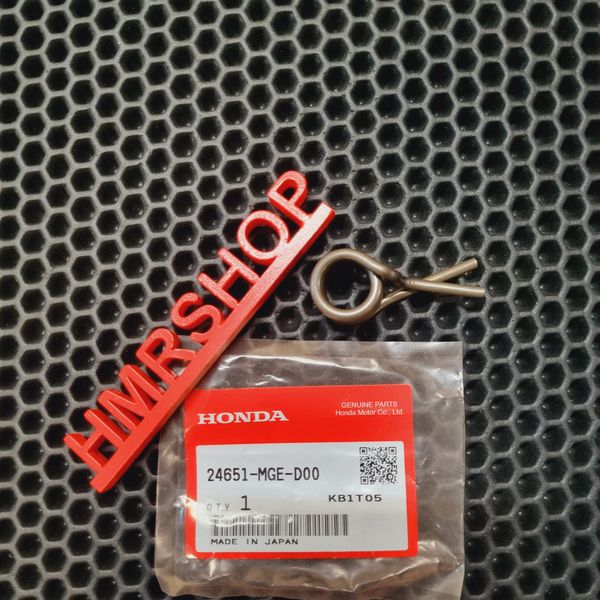 HMRSHOP
HONDA
GENUINE PARTS
Honda Motor Co., Ltd.
24651-MGE-D00
QTY 1
KB1T05
MADE IN JAPAN